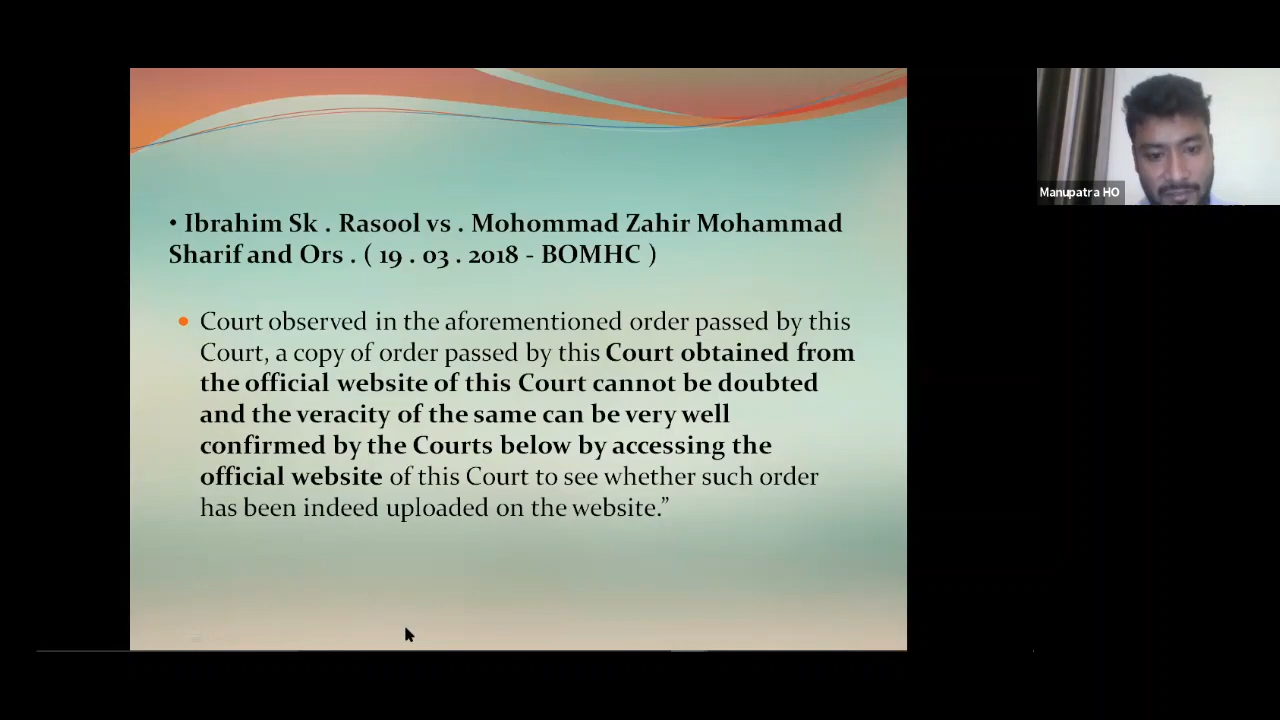 • Ibrahim Sk . Rasool vs . Mohommad Zahir Mohammad
Sharif and Ors . ( 19 . 03 . 2018 - BOMHC )
• Court observed in the aforementioned order passed by this
Court, a copy of order passed by this Court obtained from
the official website of this Court cannot be doubted
and the veracity of the same can be very well
confirmed by the Courts below by accessing the
official website of this Court to see whether such order
has been indeed uploaded on the website.”
Manupatra HO